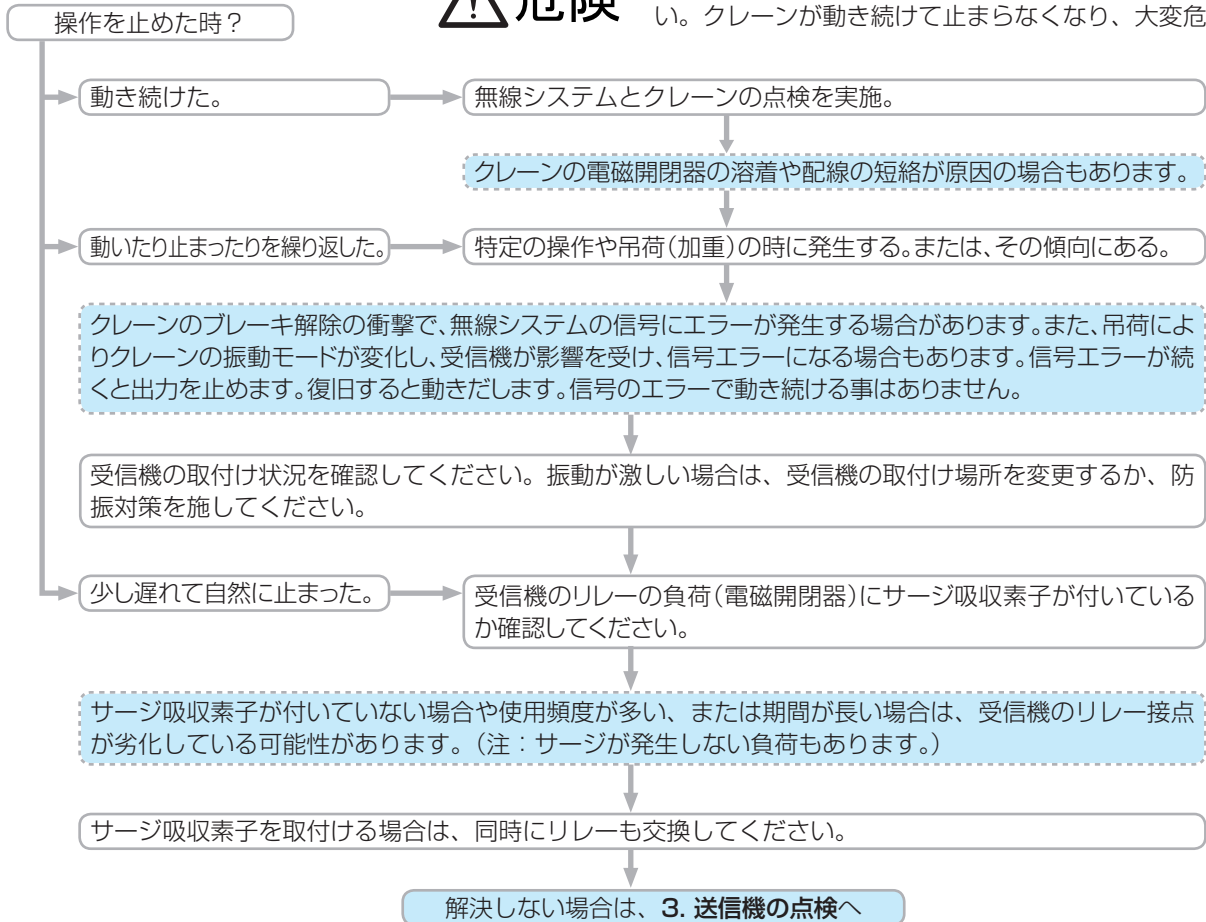 操作を止めた時？
危険
い。クレーンが動き続けて止まらなくなり、大変危
動き続けた。
無線システムとクレーンの点検を実施。
クレーンの電磁開閉器の溶着や配線の短絡が原因の場合もあります。
動いたり止まったりを繰り返した。
特定の操作や吊荷（加重）の時に発生する。または、その傾向にある。
クレーンのブレーキ解除の衝撃で、無線システムの信号にエラーが発生する場合があります。また、吊荷によ
りクレーンの振動モードが変化し、受信機が影響を受け、信号エラーになる場合もあります。信号エラーが続
くと出力を止めます。復旧すると動きだします。信号のエラーで動き続ける事はありません。
受信機の取付け状況を確認してください。振動が激しい場合は、受信機の取付け場所を変更するか、防
振対策を施してください。
少し遅れて自然に止まった。
受信機のリレーの負荷（電磁開閉器）にサージ吸収素子が付いている
か確認してください。
サージ吸収素子が付いていない場合や使用頻度が多い、または期間が長い場合は、受信機のリレー接点
が劣化している可能性があります。（注：サージが発生しない負荷もあります。）
サージ吸収素子を取付ける場合は、同時にリレーも交換してください。
解決しない場合は、3. 送信機の点検へ